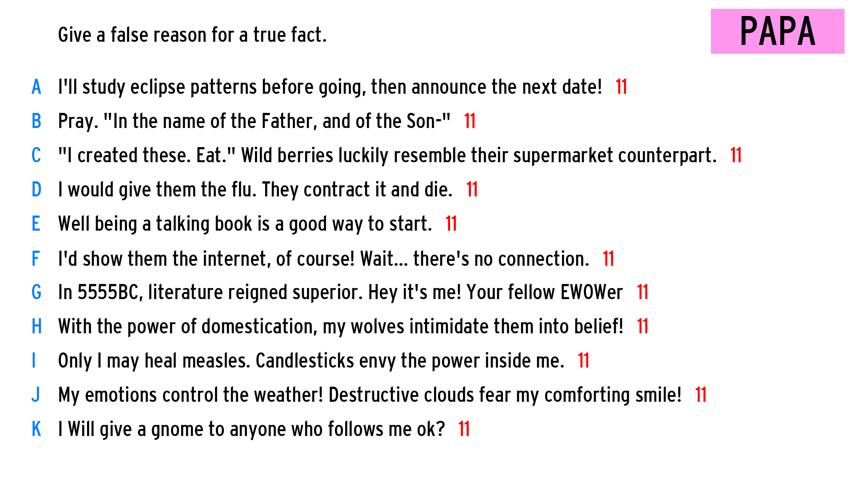 Give a false reason for a true fact.
PAPA
A I'll study eclipse patterns before going, then announce the next date! 11
B Pray. "In the name of the Father, and of the Son-" 11
C "I created these. Eat." Wild berries luckily resemble their supermarket counterpart. 11
D I would give them the flu. They contract it and die. 11
E Well being a talking book is a good way to start. 11
F I'd show them the internet, of course! Wait... there's no connection. 11
G In 5555BC, literature reigned superior. Hey it's me! Your fellow EWOWer 11
H With the power of domestication, my wolves intimidate them into belief! 11
I Only I may heal measles. Candlesticks envy the power inside me. 11
J My emotions control the weather! Destructive clouds fear my comforting smile! 11
K I Will give a gnome to anyone who follows me ok? 11